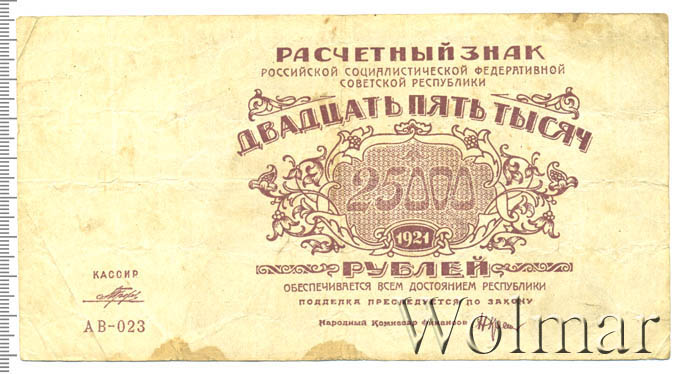 РАСЧЕТНЫЙ ЗНАК
РОССИЙСКОЙ СОЦИАЛИСТИЧЕСКОЙ ФЕДЕРАТИВНОЙ
СОВЕТСКОЙ РЕСПУБЛИКИ
ДВАДЦАТЬ ПЯТЬ ТЫСЯЧ
25000
1921
РУБЛЕЙ
ОБЕСПЕЧИВАЕТСЯ ВСЕМ ДОСТОЯНИЕМ РЕСПУБЛИКИ
ПОДДЕЛКА ПРЕСЛЕДУЕТСЯ ПО ЗАКОНУ
Народный Комиссар Финансов
КАССИР
АВ-023
Wolmar